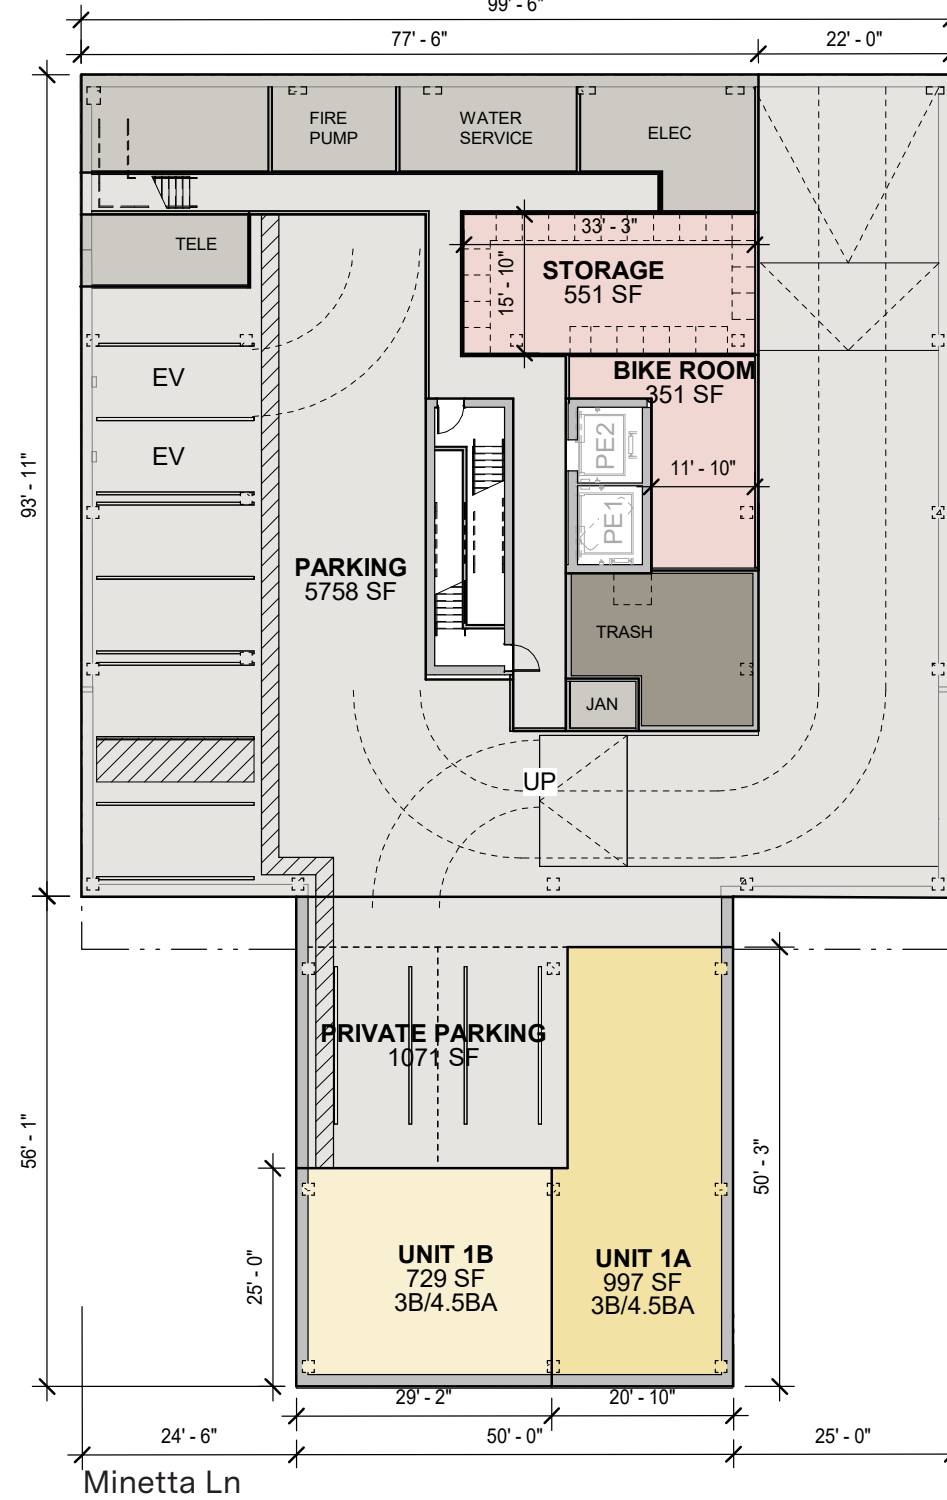 99' - 6"
77' - 6"
22' - 0"
FIRE
PUMP
WATER
SERVICE
ELEC
TELE
33' - 3"
15' - 10"
STORAGE
551 SF
BIKE ROOM
351 SF
EV
EV
PE2
PE1
11' - 10"
93' - 11"
PARKING
5758 SF
TRASH
JAN
UP
PRIVATE PARKING
1071 SF
56' - 1"
50' - 3"
25' - 0"
UNIT 1B
729 SF
3B/4.5BA
UNIT 1A
997 SF
3B/4.5BA
29' - 2"
20' - 10"
24' - 6"
50' - 0"
25' - 0"
Minetta Ln